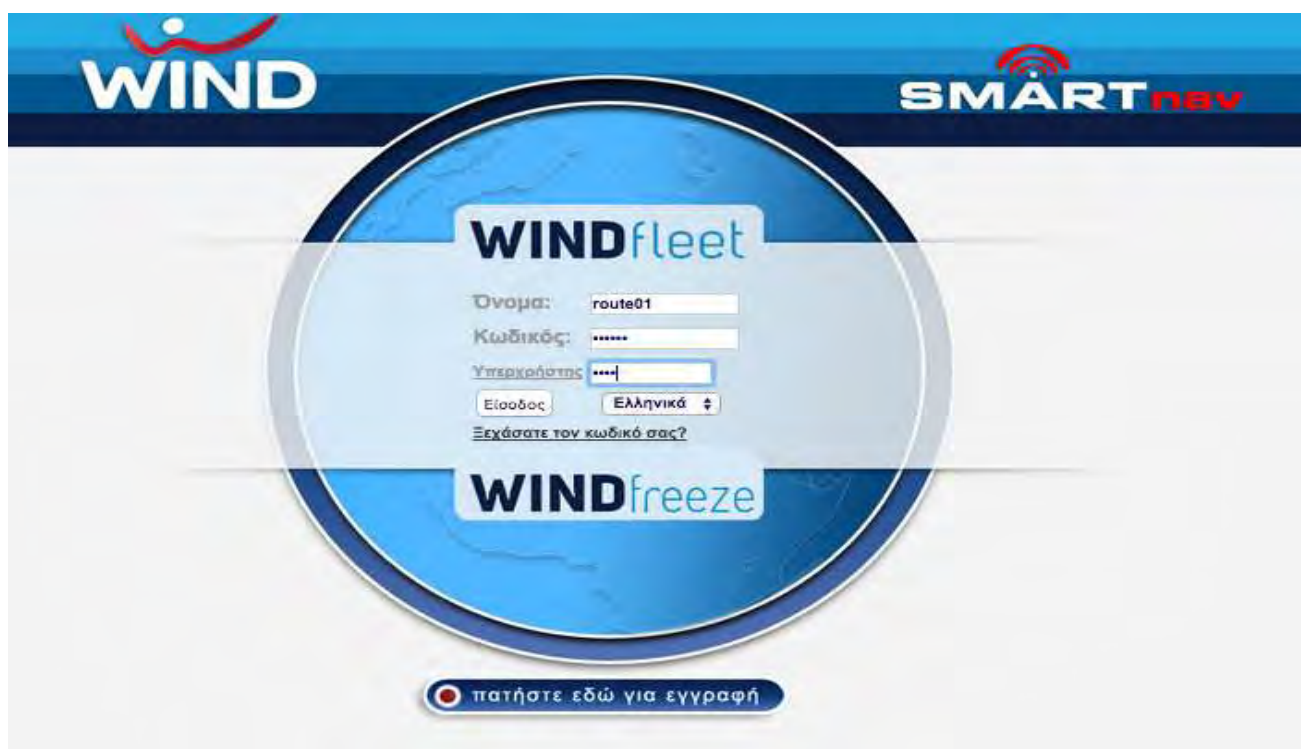 WIND
SMARTnav
WINDfleet
Όνομα: route01
Κωδικός: ••••••
Υπερχρήστης ••••
Είσοδος Ελληνικά
Ξεχάσατε τον κωδικό σας?
WINDfreeze
πατήστε εδώ για εγγραφή